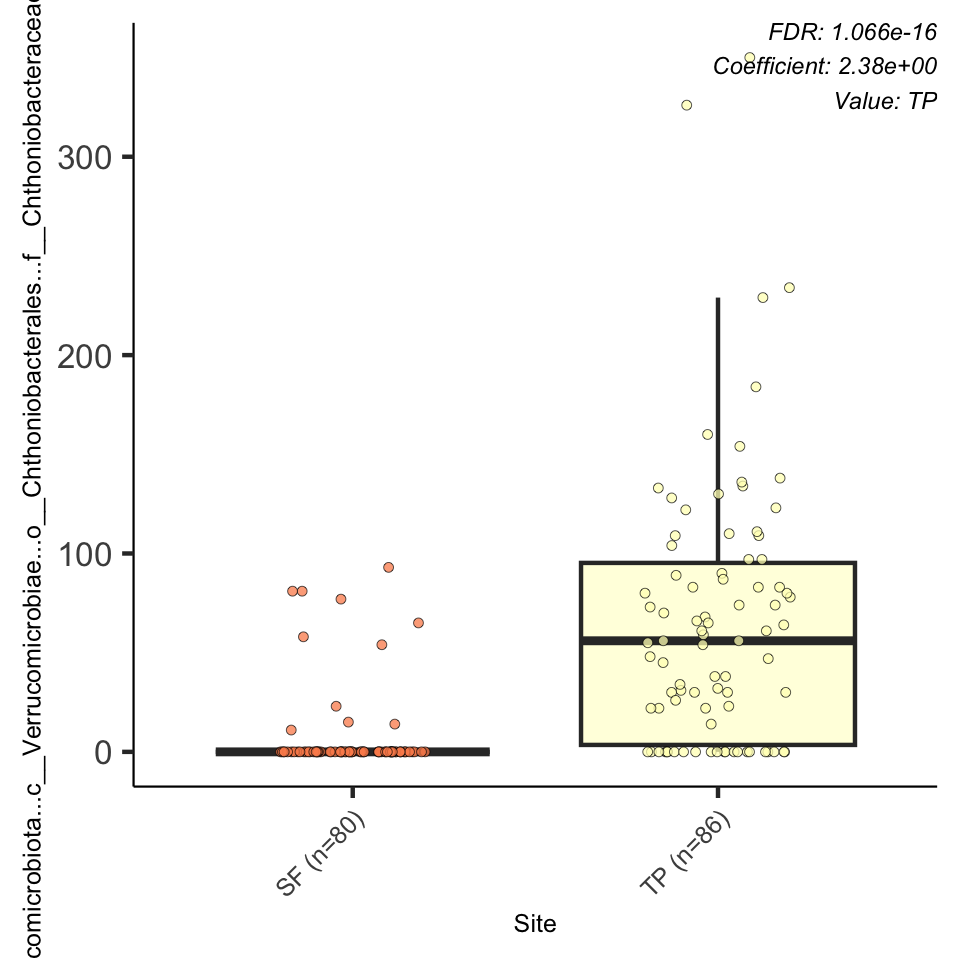 FDR: 1.066e-16
Coefficient: 2.38e+00
Value: TP
comicrobiota...c__Verrucomicrobiae...o__Chthoniobacterales...f__Chthoniobacteraceae
300
200
100
0
SF (n=80)
TP (n=86)
Site